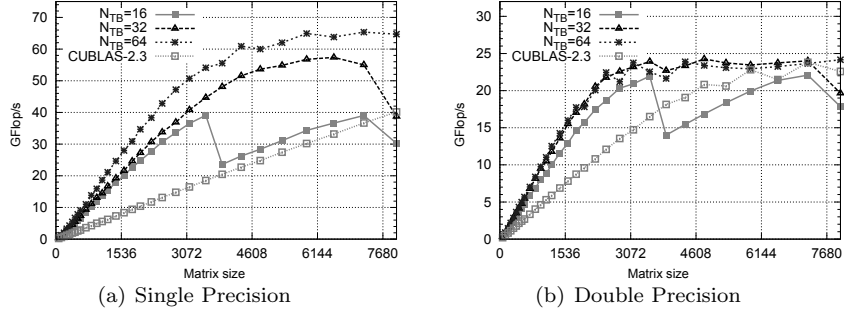 70
60
50
40
30
20
10
0
GFlop/s
N_TB=16
N_TB=32
N_TB=64
CUBLAS-2.3
0 1536 3072 4608 6144 7680
Matrix size
(a) Single Precision
30
25
20
15
10
5
0
GFlop/s
N_TB=16
N_TB=32
N_TB=64
CUBLAS-2.3
0 1536 3072 4608 6144 7680
Matrix size
(b) Double Precision